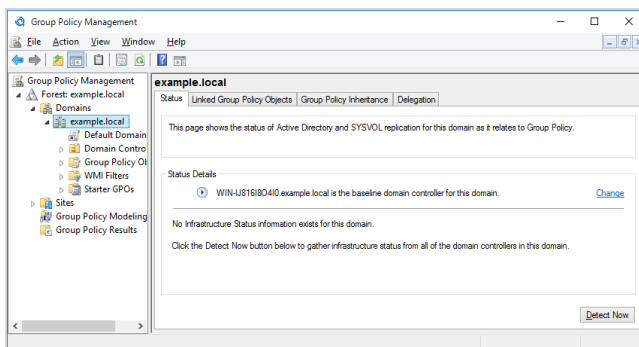 Group Policy Management
File Action View Window Help
Group Policy Management
Forest: example.local
Domains
example.local
Default Domain
Domain Contro
Group Policy Ob
WMI Filters
Starter GPOs
Sites
Group Policy Modeling
Group Policy Results
example.local
Status Linked Group Policy Objects Group Policy Inheritance Delegation
This page shows the status of Active Directory and SYSVOL replication for this domain as it relates to Group Policy.
Status Details
WIN-IJ816I8O4I0.example.local is the baseline domain controller for this domain. Change
No Infrastructure Status information exists for this domain.
Click the Detect Now button below to gather infrastructure status from all of the domain controllers in this domain.
Detect Now